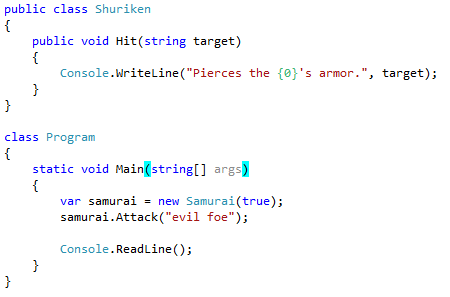 public class Shuriken
{
    public void Hit(string target)
    {
        Console.WriteLine("Pierces the {0}'s armor.", target);
    }
}

class Program
{
    static void Main(string[] args)
    {
        var samurai = new Samurai(true);
        samurai.Attack("evil foe");

        Console.ReadLine();
    }
}